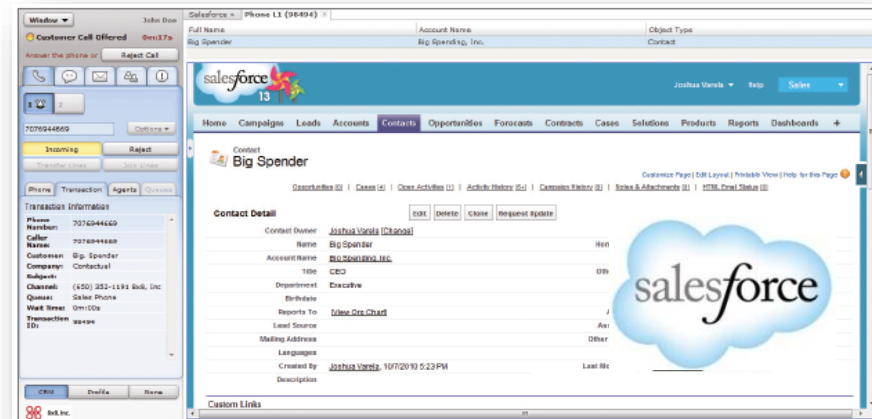 Window
John Doe
Customer Call Offered 0m:17s
Answer the phone or Reject Call
1
2
7076944669
Options
Incoming
Reject
Transfer Lines
Join Lines
Phone
Transaction
Agents
Queues
Transaction information
Phone Number: 7076944669
Caller Name: 7076944669
Customer: Big, Spender
Company: Contactual
Subject:
Channel: (650) 353-1191 8x8, Inc
Queue: Sales Phone
Wait Time: 0m:00s
Transaction ID: 98494
CRM
Profile
None
8x8, Inc.
Salesforce
Phone L1 (98494)
Full Name
Account Name
Object Type
Big Spender
Big Spending, Inc.
Contact
salesforce
13
Joshua Varela
Help
Sales
Home Campaigns Leads Accounts Contacts Opportunities Forecasts Contracts Cases Solutions Products Reports Dashboards +
Contact
Big Spender
Customize Page | Edit Layout | Printable View | Help for this Page
Opportunities [0] | Cases [4] | Open Activities [1] | Activity History [5+] | Campaign History [0] | Notes & Attachments [0] | HTML Email Status [0]
Contact Detail
Edit
Delete
Clone
Request Update
Contact Owner Joshua Varela [Change]
Name Big Spender
Account Name Big Spending, Inc.
Title CEO
Department Executive
Birthdate
Reports To [View Org Chart]
Lead Source
Mailing Address
Other
Languages
Created By Joshua Varela, 10/7/2010 5:23 PM
Description
Custom Links
salesforce